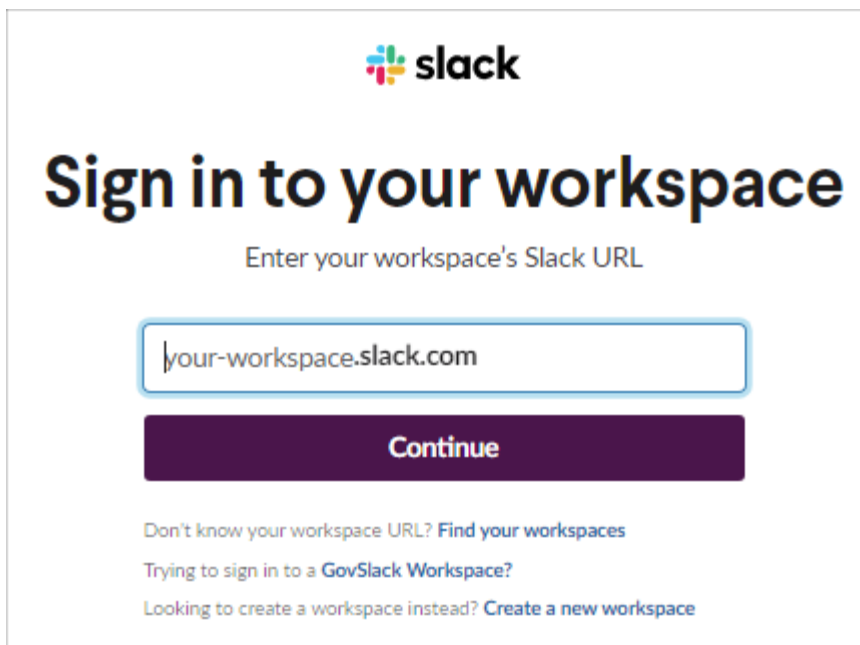 slack
Sign in to your workspace
Enter your workspace's Slack URL
your-workspace.slack.com
Continue
Don't know your workspace URL? Find your workspaces
Trying to sign in to a GovSlack Workspace?
Looking to create a workspace instead? Create a new workspace